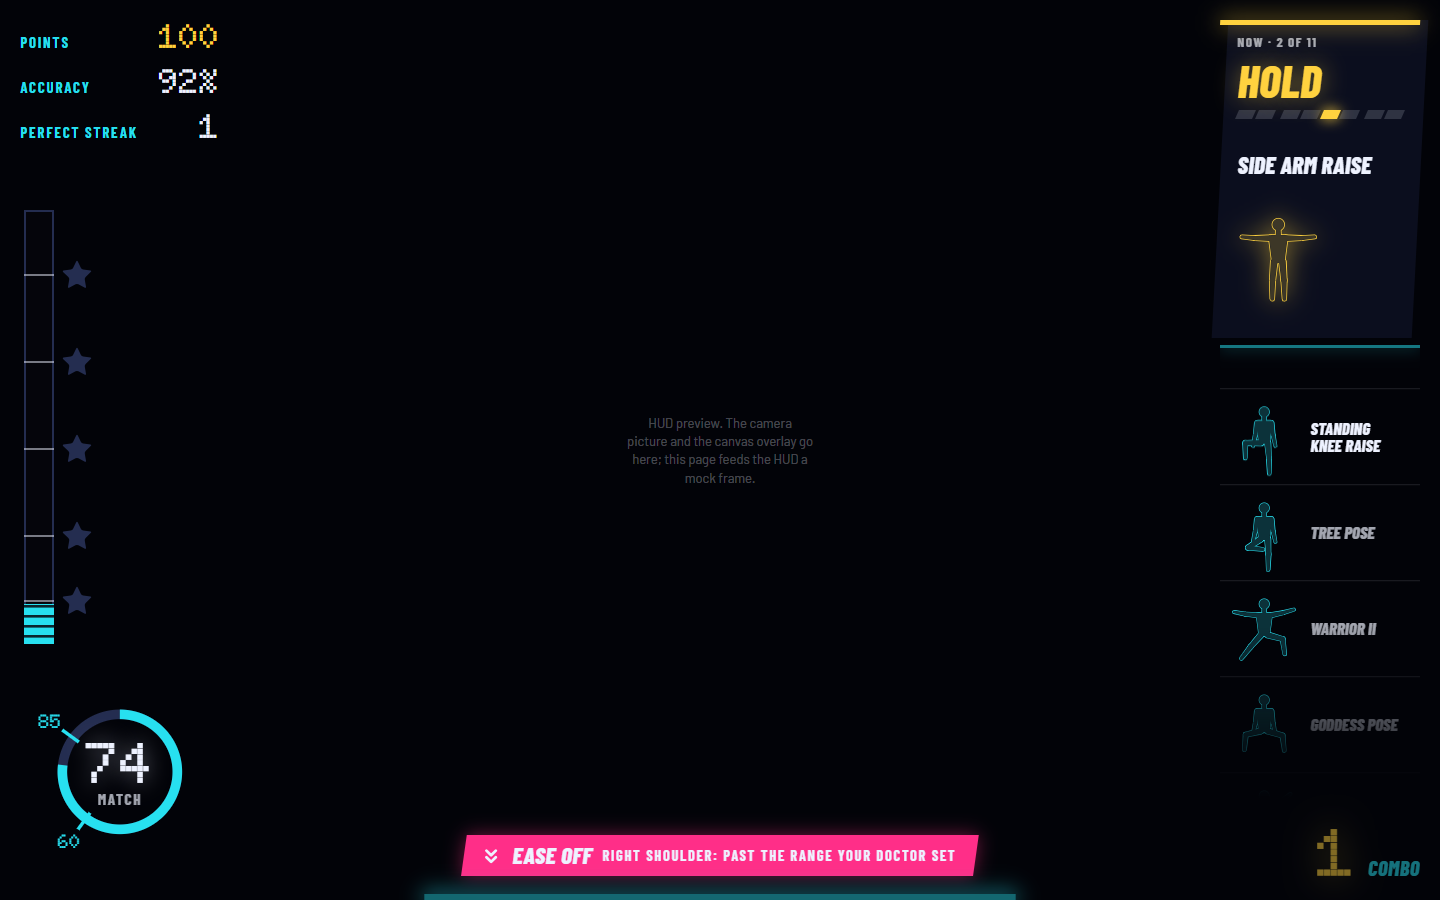 POINTS 100
ACCURACY 92%
PERFECT STREAK 1
NOW · 2 OF 11
HOLD
SIDE ARM RAISE
HUD preview. The camera
picture and the canvas overlay go
here; this page feeds the HUD a
mock frame.
STANDING
KNEE RAISE
TREE POSE
WARRIOR II
GODDESS POSE
85
74
MATCH
60
EASE OFF RIGHT SHOULDER: PAST THE RANGE YOUR DOCTOR SET
1 COMBO